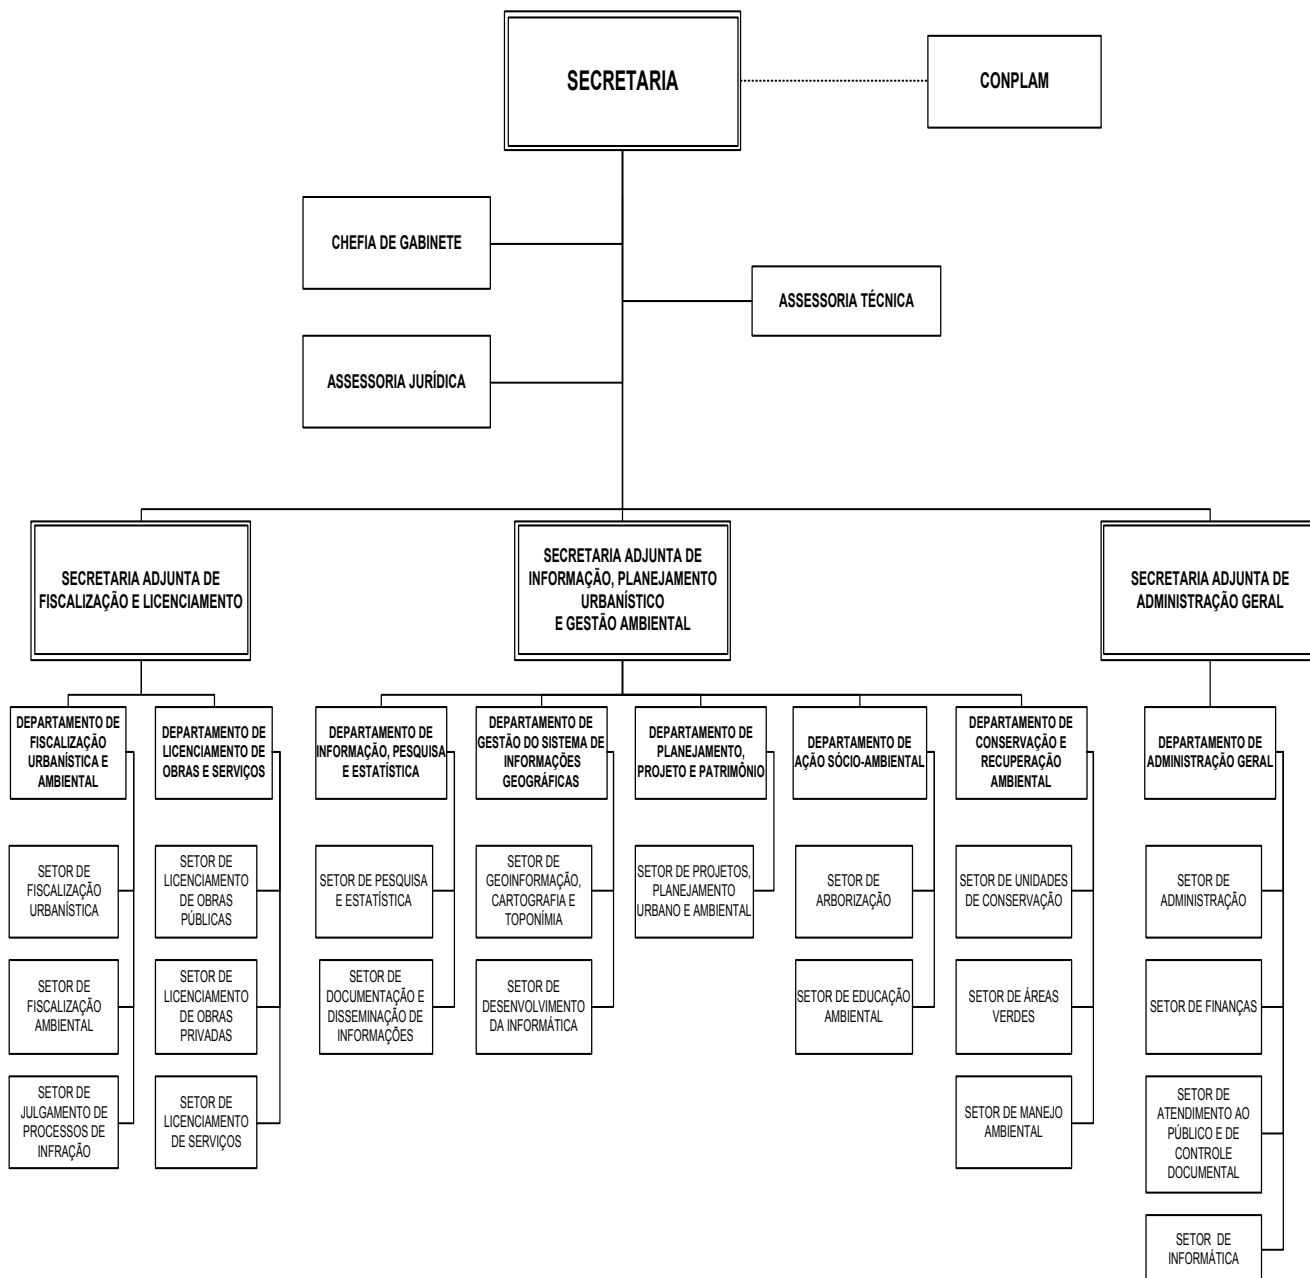 SECRETARIA
CONPLAM
CHEFIA DE GABINETE
ASSESSORIA TÉCNICA
ASSESSORIA JURÍDICA
SECRETARIA ADJUNTA DE
FISCALIZAÇÃO E LICENCIAMENTO
SECRETARIA ADJUNTA DE
INFORMAÇÃO, PLANEJAMENTO
URBANÍSTICO
E GESTÃO AMBIENTAL
SECRETARIA ADJUNTA DE
ADMINISTRAÇÃO GERAL
DEPARTAMENTO DE
FISCALIZAÇÃO
URBANÍSTICA E
AMBIENTAL
DEPARTAMENTO DE
LICENCIAMENTO DE
OBRAS E SERVIÇOS
DEPARTAMENTO DE
INFORMAÇÃO, PESQUISA
E ESTATÍSTICA
DEPARTAMENTO DE
GESTÃO DO SISTEMA DE
INFORMAÇÕES
GEOGRÁFICAS
DEPARTAMENTO DE
PLANEJAMENTO,
PROJETO E PATRIMÔNIO
DEPARTAMENTO DE
AÇÃO SÓCIO-AMBIENTAL
DEPARTAMENTO DE
CONSERVAÇÃO E
RECUPERAÇÃO
AMBIENTAL
DEPARTAMENTO DE
ADMINISTRAÇÃO GERAL
SETOR DE
FISCALIZAÇÃO
URBANÍSTICA
SETOR DE
LICENCIAMENTO
DE OBRAS
PÚBLICAS
SETOR DE PESQUISA
E ESTATÍSTICA
SETOR DE
GEOINFORMAÇÃO,
CARTOGRAFIA E
TOPONÍMIA
SETOR DE PROJETOS,
PLANEJAMENTO
URBANO E AMBIENTAL
SETOR DE
ARBORIZAÇÃO
SETOR DE UNIDADES
DE CONSERVAÇÃO
SETOR DE
ADMINISTRAÇÃO
SETOR DE
FISCALIZAÇÃO
AMBIENTAL
SETOR DE
LICENCIAMENTO
DE OBRAS
PRIVADAS
SETOR DE
DOCUMENTAÇÃO E
DISSEMINAÇÃO DE
INFORMAÇÕES
SETOR DE
DESENVOLVIMENTO
DA INFORMÁTICA
SETOR DE EDUCAÇÃO
AMBIENTAL
SETOR DE ÁREAS
VERDES
SETOR DE FINANÇAS
SETOR DE
JULGAMENTO DE
PROCESSOS DE
INFRAÇÃO
SETOR DE
LICENCIAMENTO
DE SERVIÇOS
SETOR DE MANEJO
AMBIENTAL
SETOR DE
ATENDIMENTO AO
PÚBLICO E DE
CONTROLE
DOCUMENTAL
SETOR DE
INFORMÁTICA